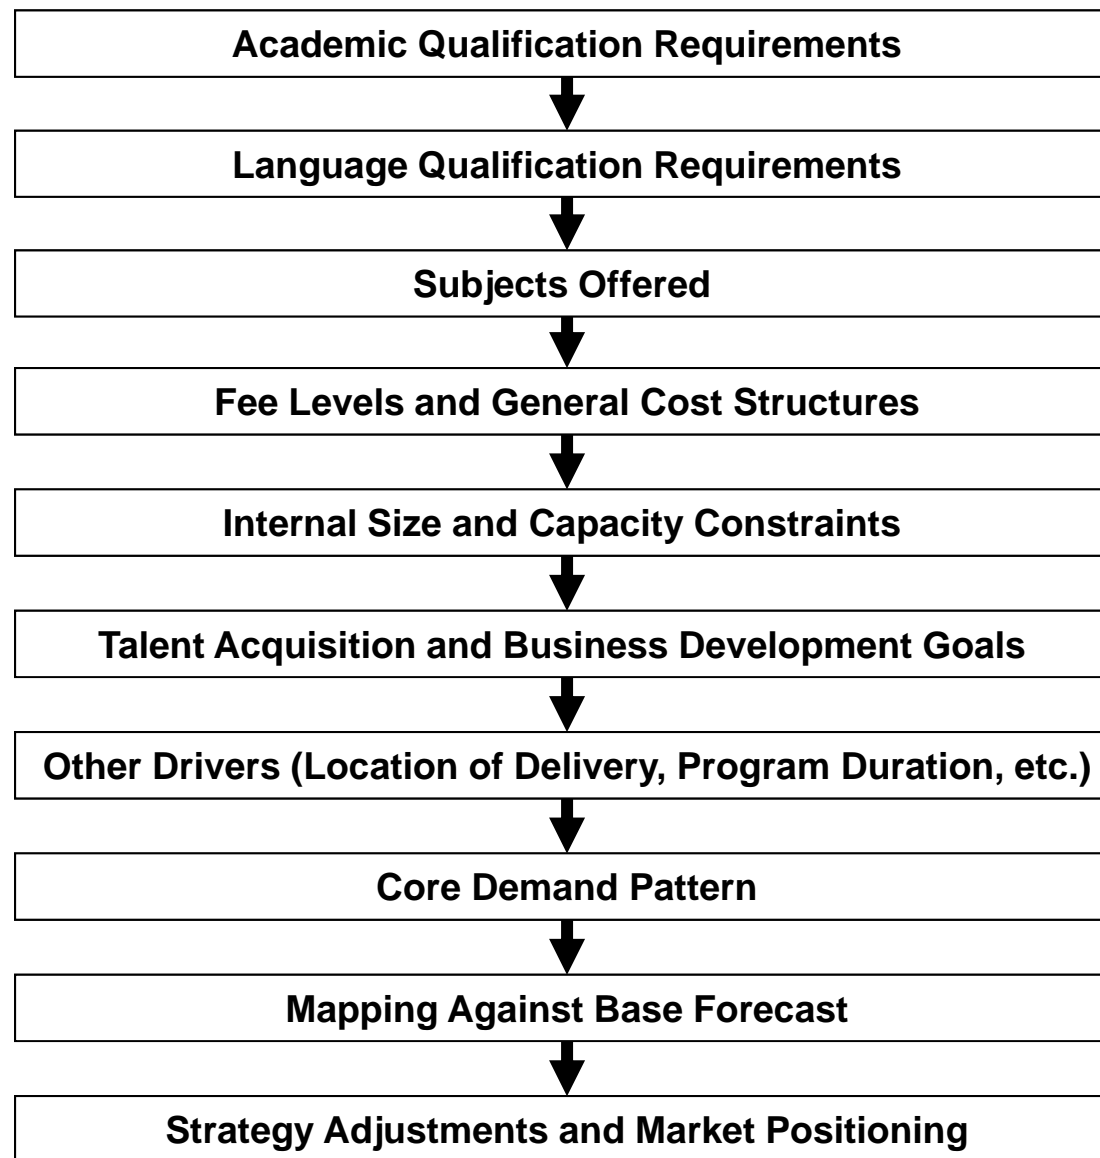 Academic Qualification Requirements
Language Qualification Requirements
Subjects Offered
Fee Levels and General Cost Structures
Internal Size and Capacity Constraints
Talent Acquisition and Business Development Goals
Other Drivers (Location of Delivery, Program Duration, etc.)
Core Demand Pattern
Mapping Against Base Forecast
Strategy Adjustments and Market Positioning